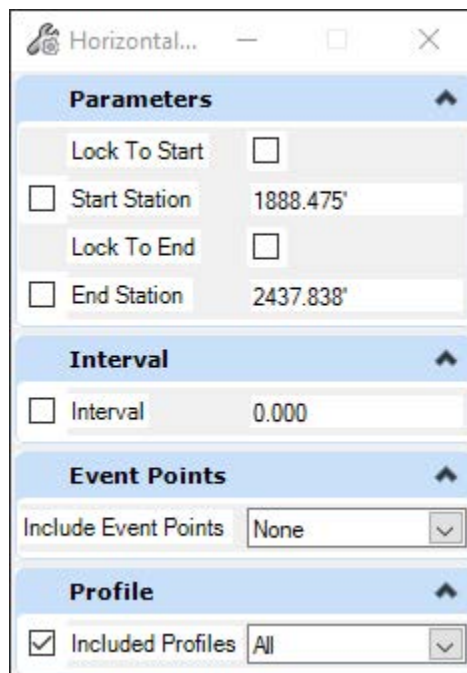 Horizontal...
Parameters
Lock To Start
Start Station 1888.475'
Lock To End
End Station 2437.838'
Interval
Interval 0.000
Event Points
Include Event Points None
Profile
Included Profiles All